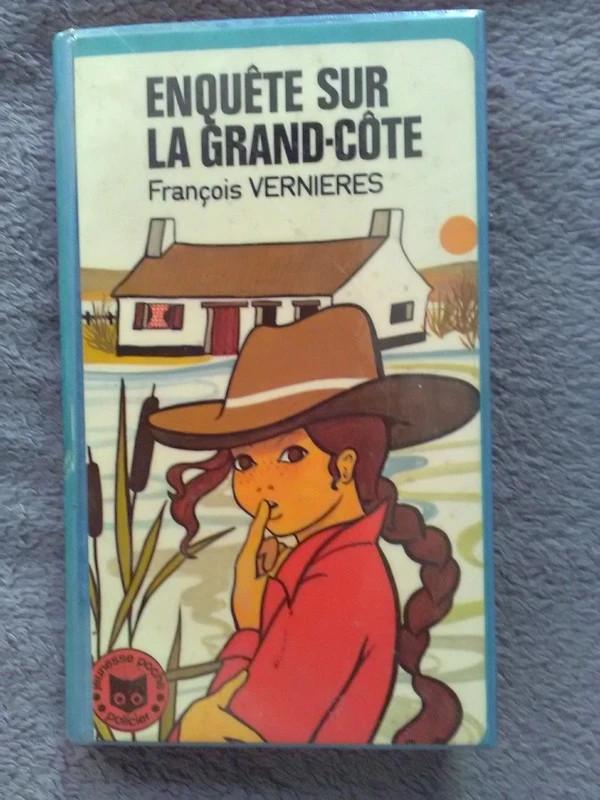 ENQUÊTE SUR
LA GRAND-CÔTE
François VERNIERES
jeunesse poche
policier